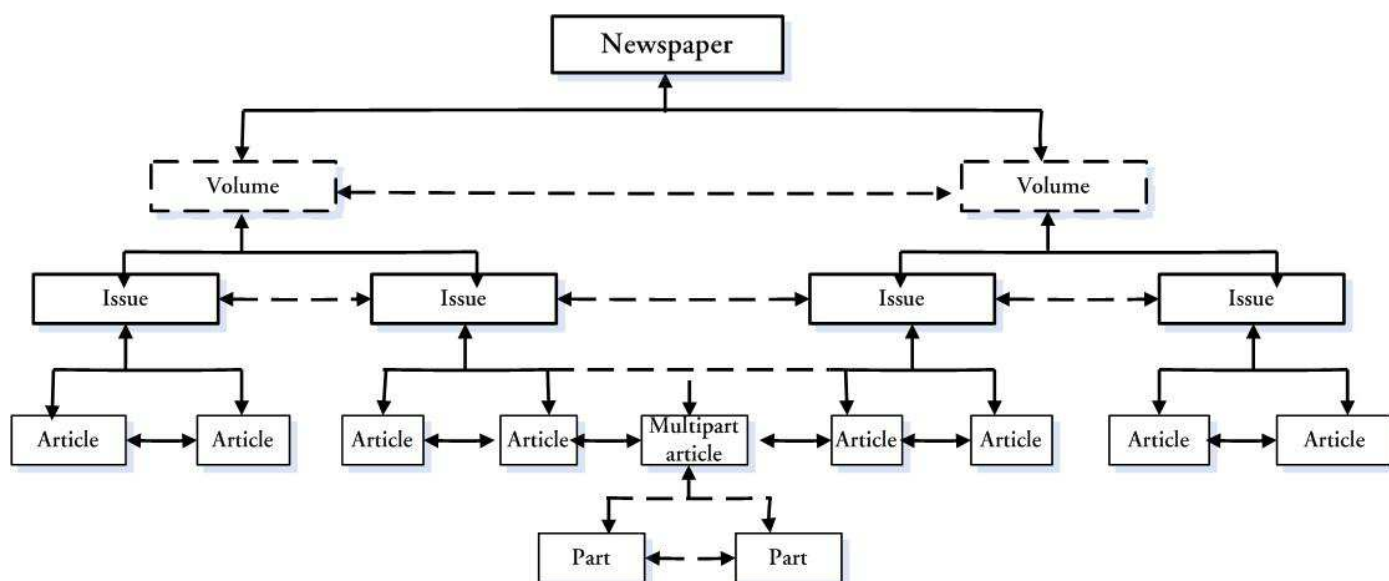 Newspaper
Volume
Volume
Issue
Issue
Issue
Issue
Article
Article
Article
Article
Multipart
article
Article
Article
Article
Article
Part
Part